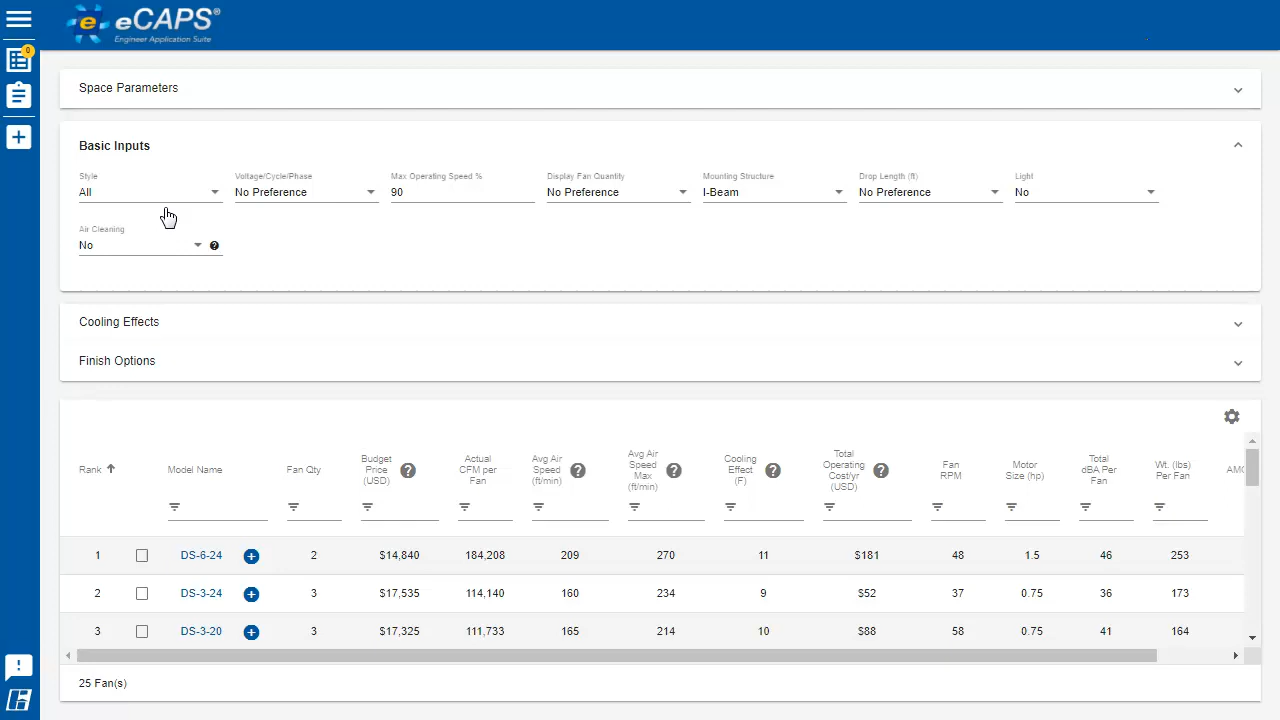 e eCAPS®
Engineer Application Suite
0
Space Parameters
Basic Inputs
Style
Voltage/Cycle/Phase
Max Operating Speed %
Display Fan Quantity
Mounting Structure
Drop Length (ft)
Light
All
No Preference
90
No Preference
I-Beam
No Preference
No
Air Cleaning
No
?
Cooling Effects
Finish Options
Rank
Model Name
Fan Qty
Budget
Price
(USD)
?
Actual
CFM per
Fan
Avg Air
Speed
(ft/min)
?
Avg Air
Speed
Max
(ft/min)
?
Cooling
Effect
(F)
?
Total
Operating
Cost/yr
(USD)
?
Fan
RPM
Motor
Size (hp)
Total
dBA Per
Fan
Wt. (lbs)
Per Fan
AMC
1 DS-6-24 + 2 $14,840 184,208 209 270 11 $181 48 1.5 46 253
2 DS-3-24 + 3 $17,535 114,140 160 234 9 $52 37 0.75 36 173
3 DS-3-20 + 3 $17,325 111,733 165 214 10 $88 58 0.75 41 164
25 Fan(s)